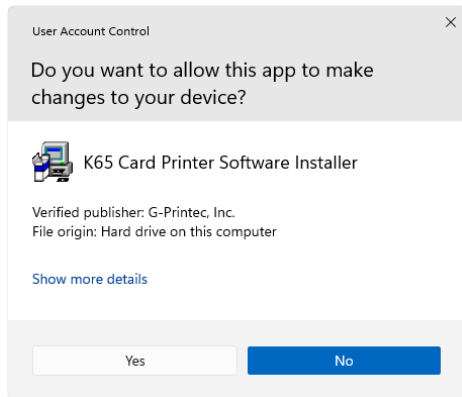 User Account Control
Do you want to allow this app to make
changes to your device?
K65 Card Printer Software Installer
Verified publisher: G-Printec, Inc.
File origin: Hard drive on this computer
Show more details
Yes
No